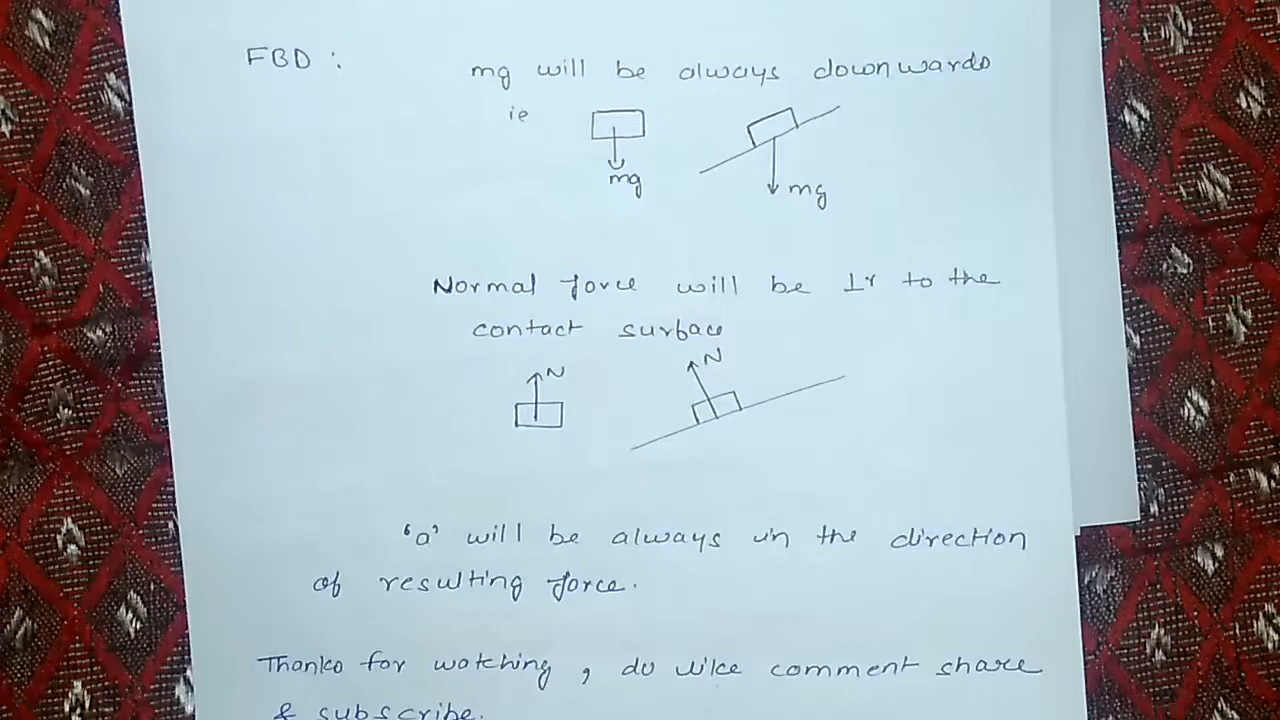 FBD :
mg will be always downwards
ie
mg
mg
Normal force will be ⊥r to the
contact surface
N
N
'a' will be always in the direction
of resulting force.
Thanks for watching, do like comment share
& subscribe.